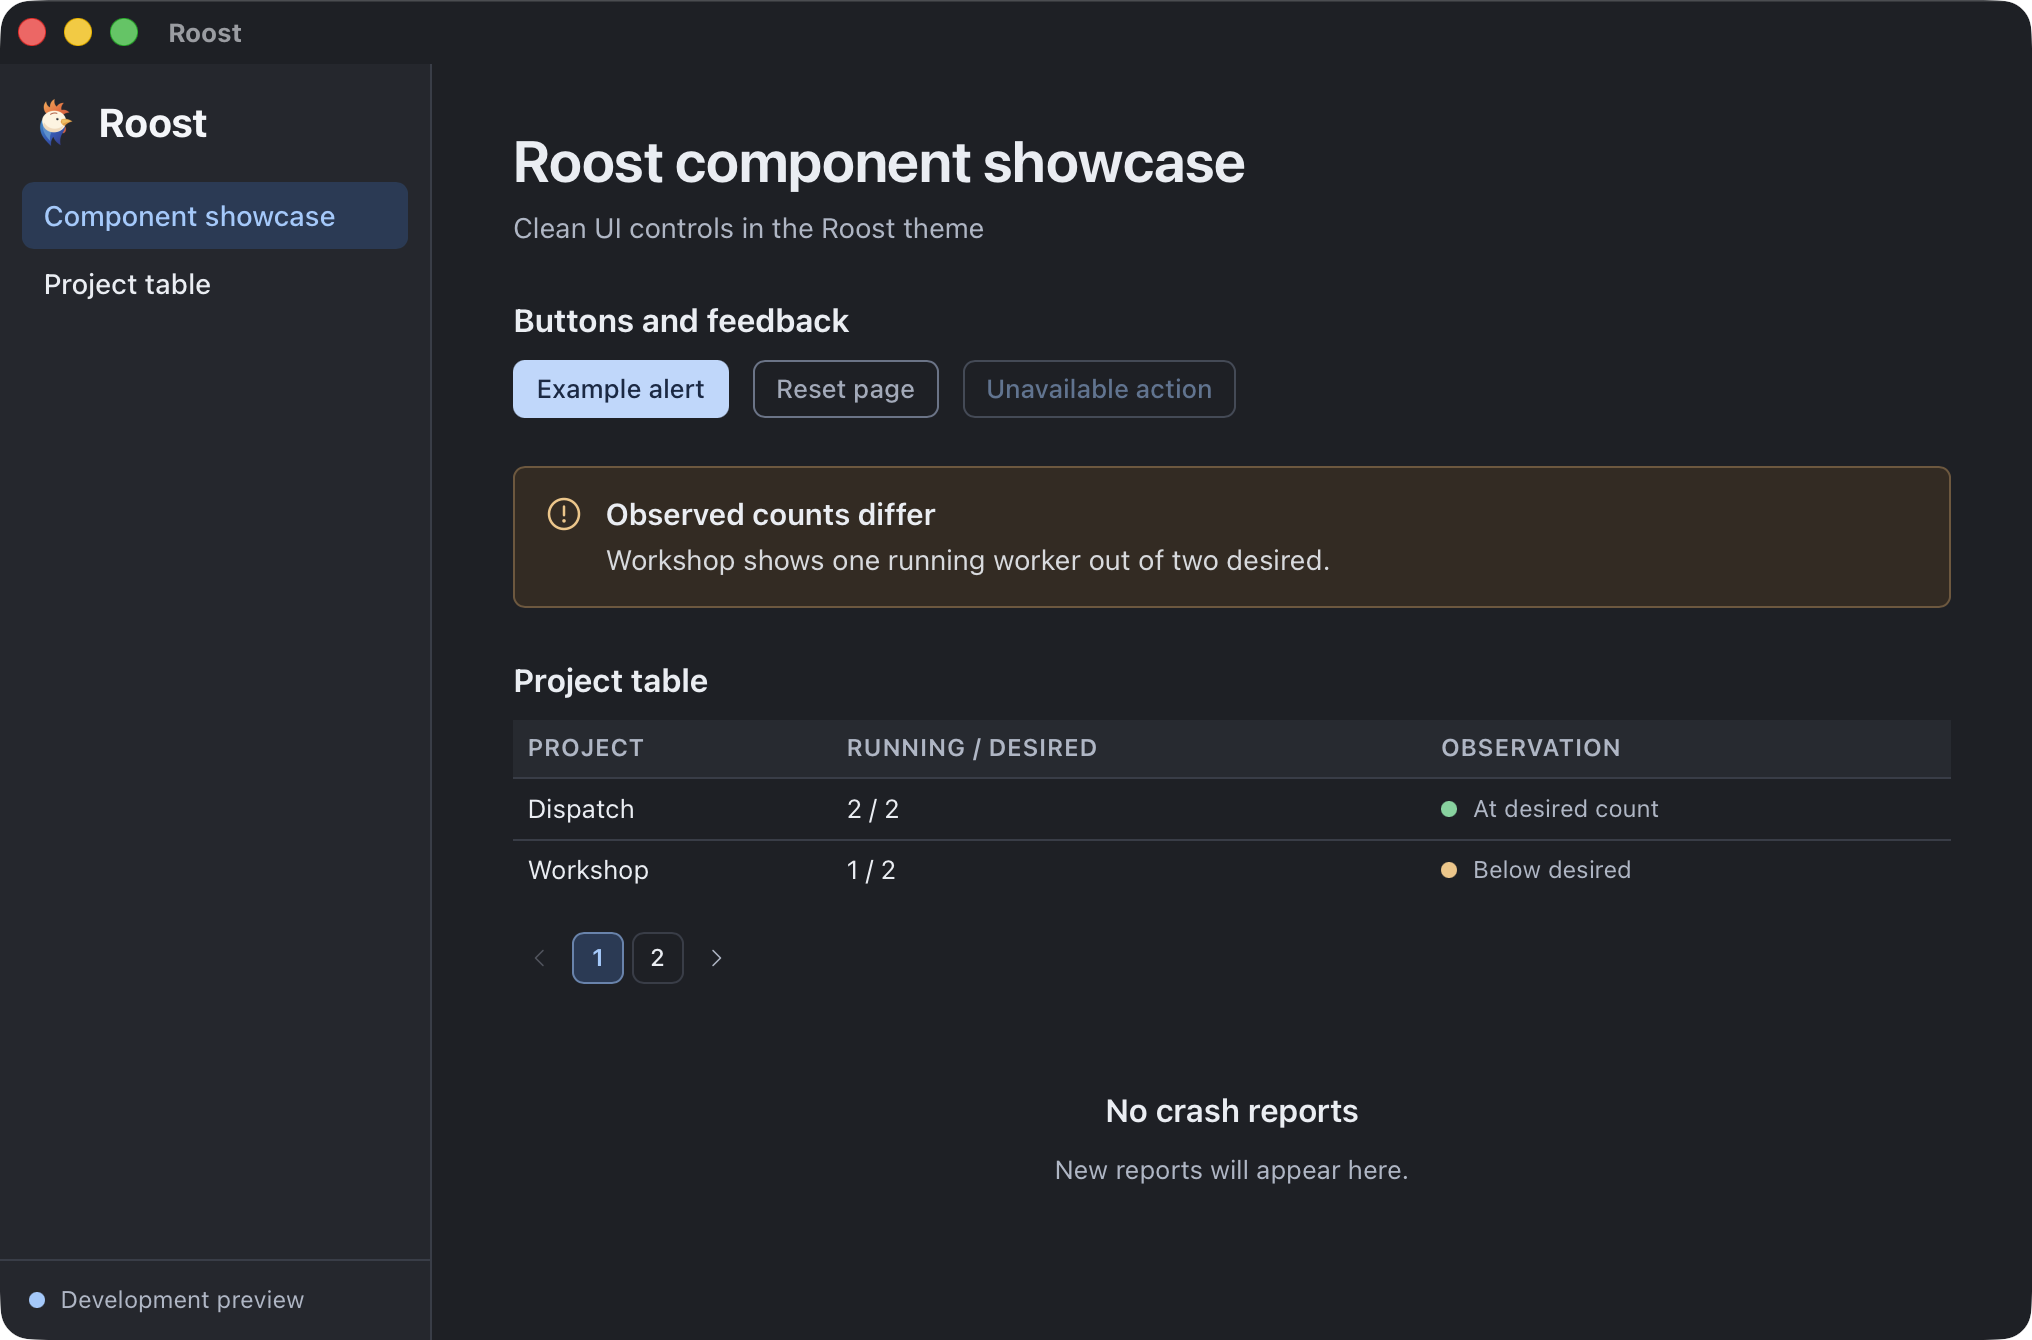 Roost
Roost
Component showcase
Project table
Development preview
Roost component showcase
Clean UI controls in the Roost theme
Buttons and feedback
Example alert
Reset page
Unavailable action
Observed counts differ
Workshop shows one running worker out of two desired.
Project table
PROJECT RUNNING / DESIRED OBSERVATION
Dispatch 2 / 2 At desired count
Workshop 1 / 2 Below desired
1 2
No crash reports
New reports will appear here.